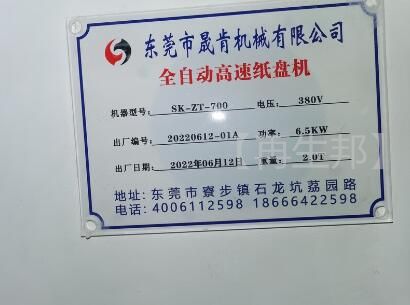 东莞市晟肯机械有限公司
全自动高速纸盘机
机器型号: SK-ZT-700 电压: 380V
出厂编号: 20220612-01A 功率: 6.5KW
出厂日期: 2022年06月12日 重量: 2.0T
地址: 东莞市寮步镇石龙坑荔园路
电话: 4006112598 18666422598
【再生邦】